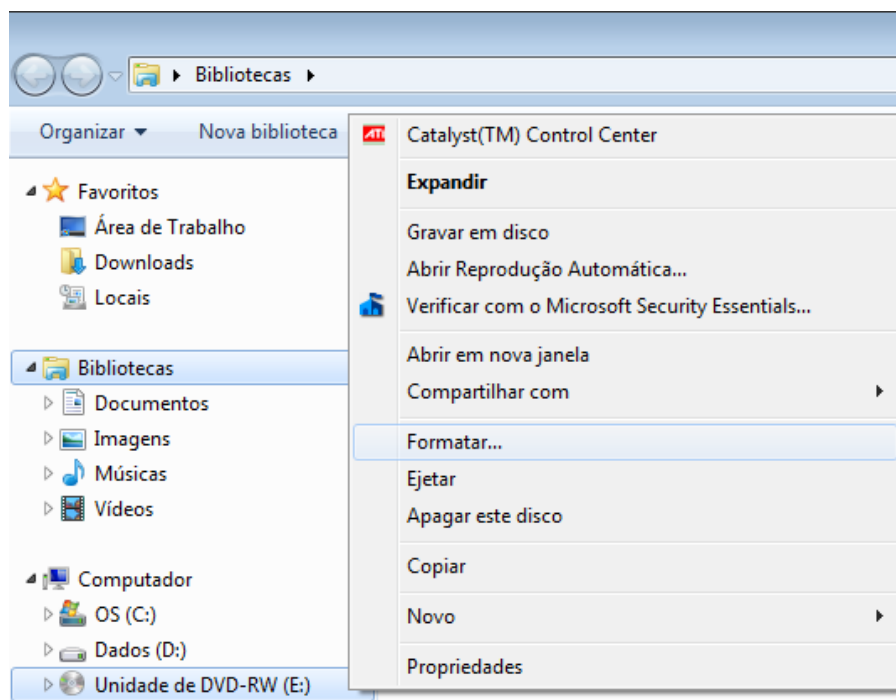 Bibliotecas
Organizar
Nova biblioteca
Favoritos
Área de Trabalho
Downloads
Locais
Bibliotecas
Documentos
Imagens
Músicas
Vídeos
Computador
OS (C:)
Dados (D:)
Unidade de DVD-RW (E:)
ATI
Catalyst(TM) Control Center
Expandir
Gravar em disco
Abrir Reprodução Automática...
Verificar com o Microsoft Security Essentials...
Abrir em nova janela
Compartilhar com
Formatar...
Ejetar
Apagar este disco
Copiar
Novo
Propriedades